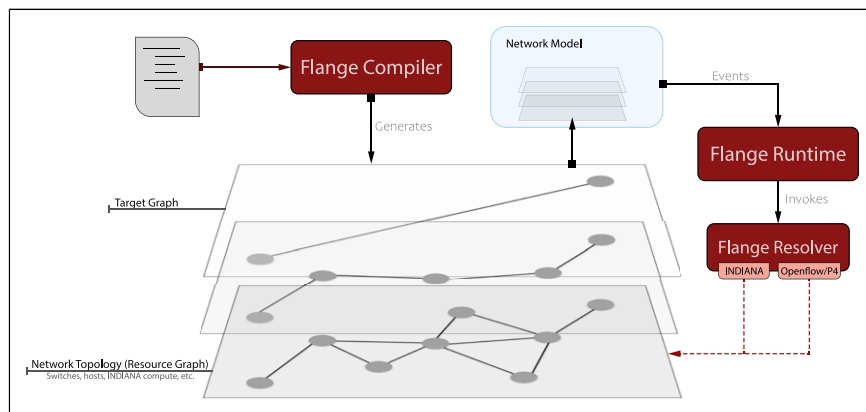 Flange Compiler
Network Model
Events
Generates
Flange Runtime
Invokes
Target Graph
Flange Resolver
INDIANA
Openflow/P4
Network Topology (Resource Graph)
Switches, hosts, INDIANA compute, etc.